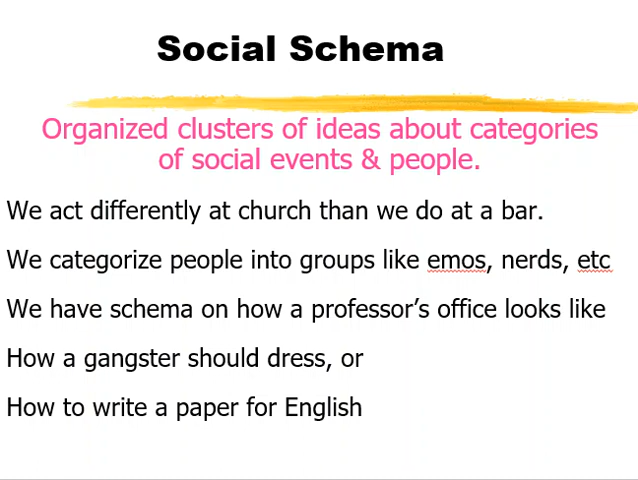 Social Schema
Organized clusters of ideas about categories
of social events & people.
We act differently at church than we do at a bar.
We categorize people into groups like emos, nerds, etc
We have schema on how a professor’s office looks like
How a gangster should dress, or
How to write a paper for English